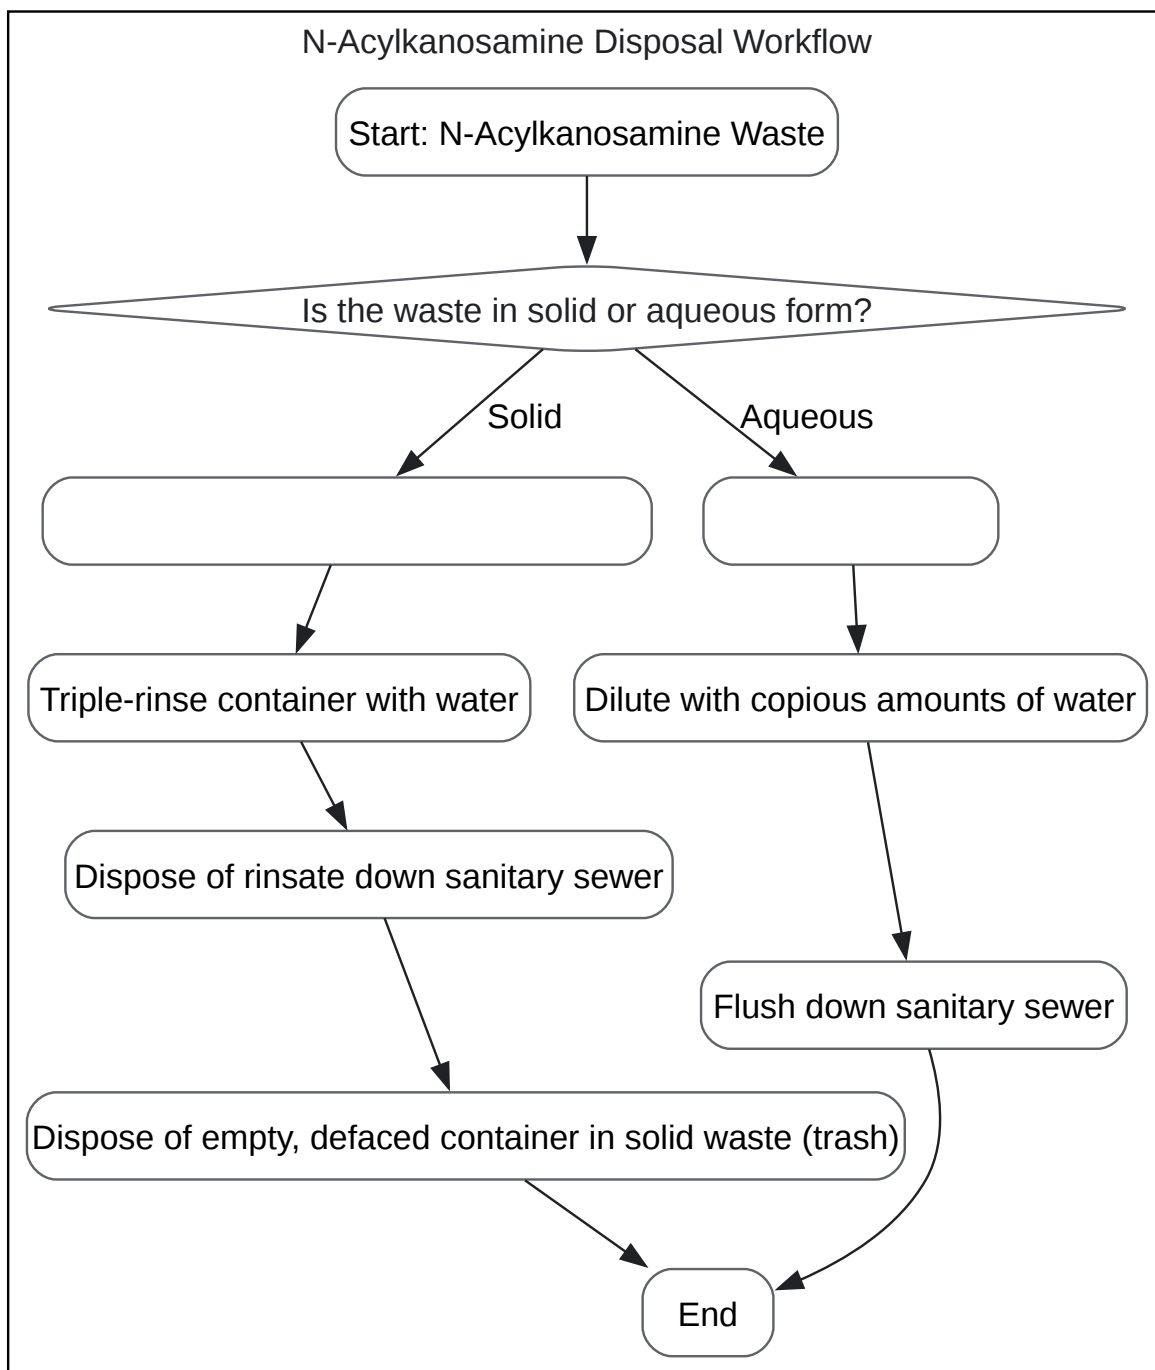 N-Acylkanosamine Disposal Workflow
Start: N-Acylkanosamine Waste
Is the waste in solid or aqueous form?
Solid
Aqueous
Triple-rinse container with water
Dilute with copious amounts of water
Dispose of rinsate down sanitary sewer
Flush down sanitary sewer
Dispose of empty, defaced container in solid waste (trash)
End